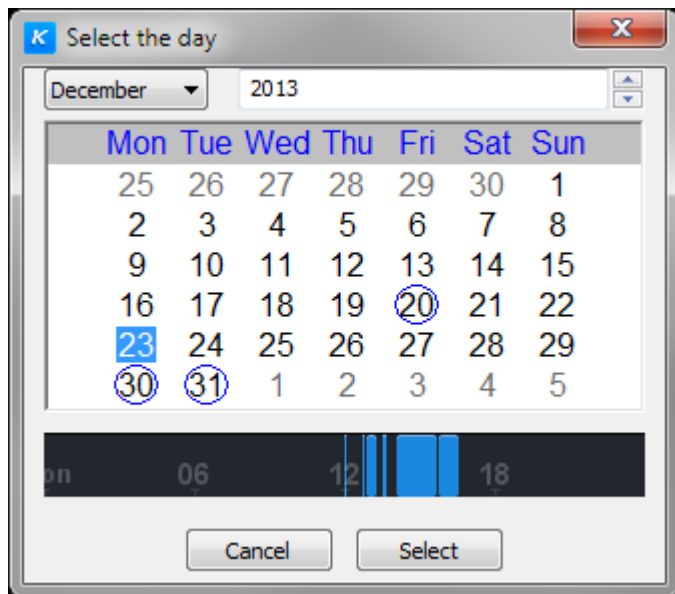 K Select the day
December 2013
Mon Tue Wed Thu Fri Sat Sun
25 26 27 28 29 30 1
2 3 4 5 6 7 8
9 10 11 12 13 14 15
16 17 18 19 20 21 22
23 24 25 26 27 28 29
30 31 1 2 3 4 5
on 06 12 18
Cancel Select